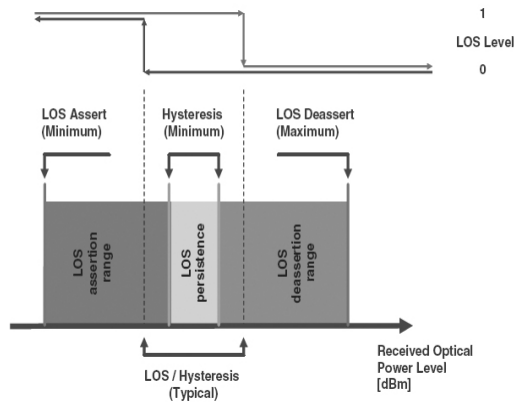 1
LOS Level
0
LOS Assert
(Minimum)
Hysteresis
(Minimum)
LOS Deassert
(Maximum)
LOS
assertion
range
LOS
persistence
LOS
deassertion
range
Received Optical
Power Level
[dBm]
LOS / Hysteresis
(Typical)